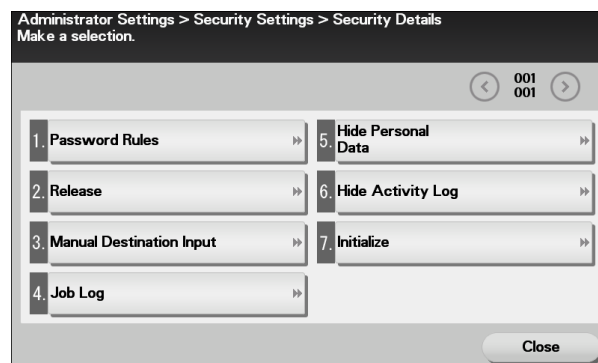 Administrator Settings > Security Settings > Security Details
Make a selection.
001
001
1. Password Rules
2. Release
3. Manual Destination Input
4. Job Log
5. Hide Personal
Data
6. Hide Activity Log
7. Initialize
Close